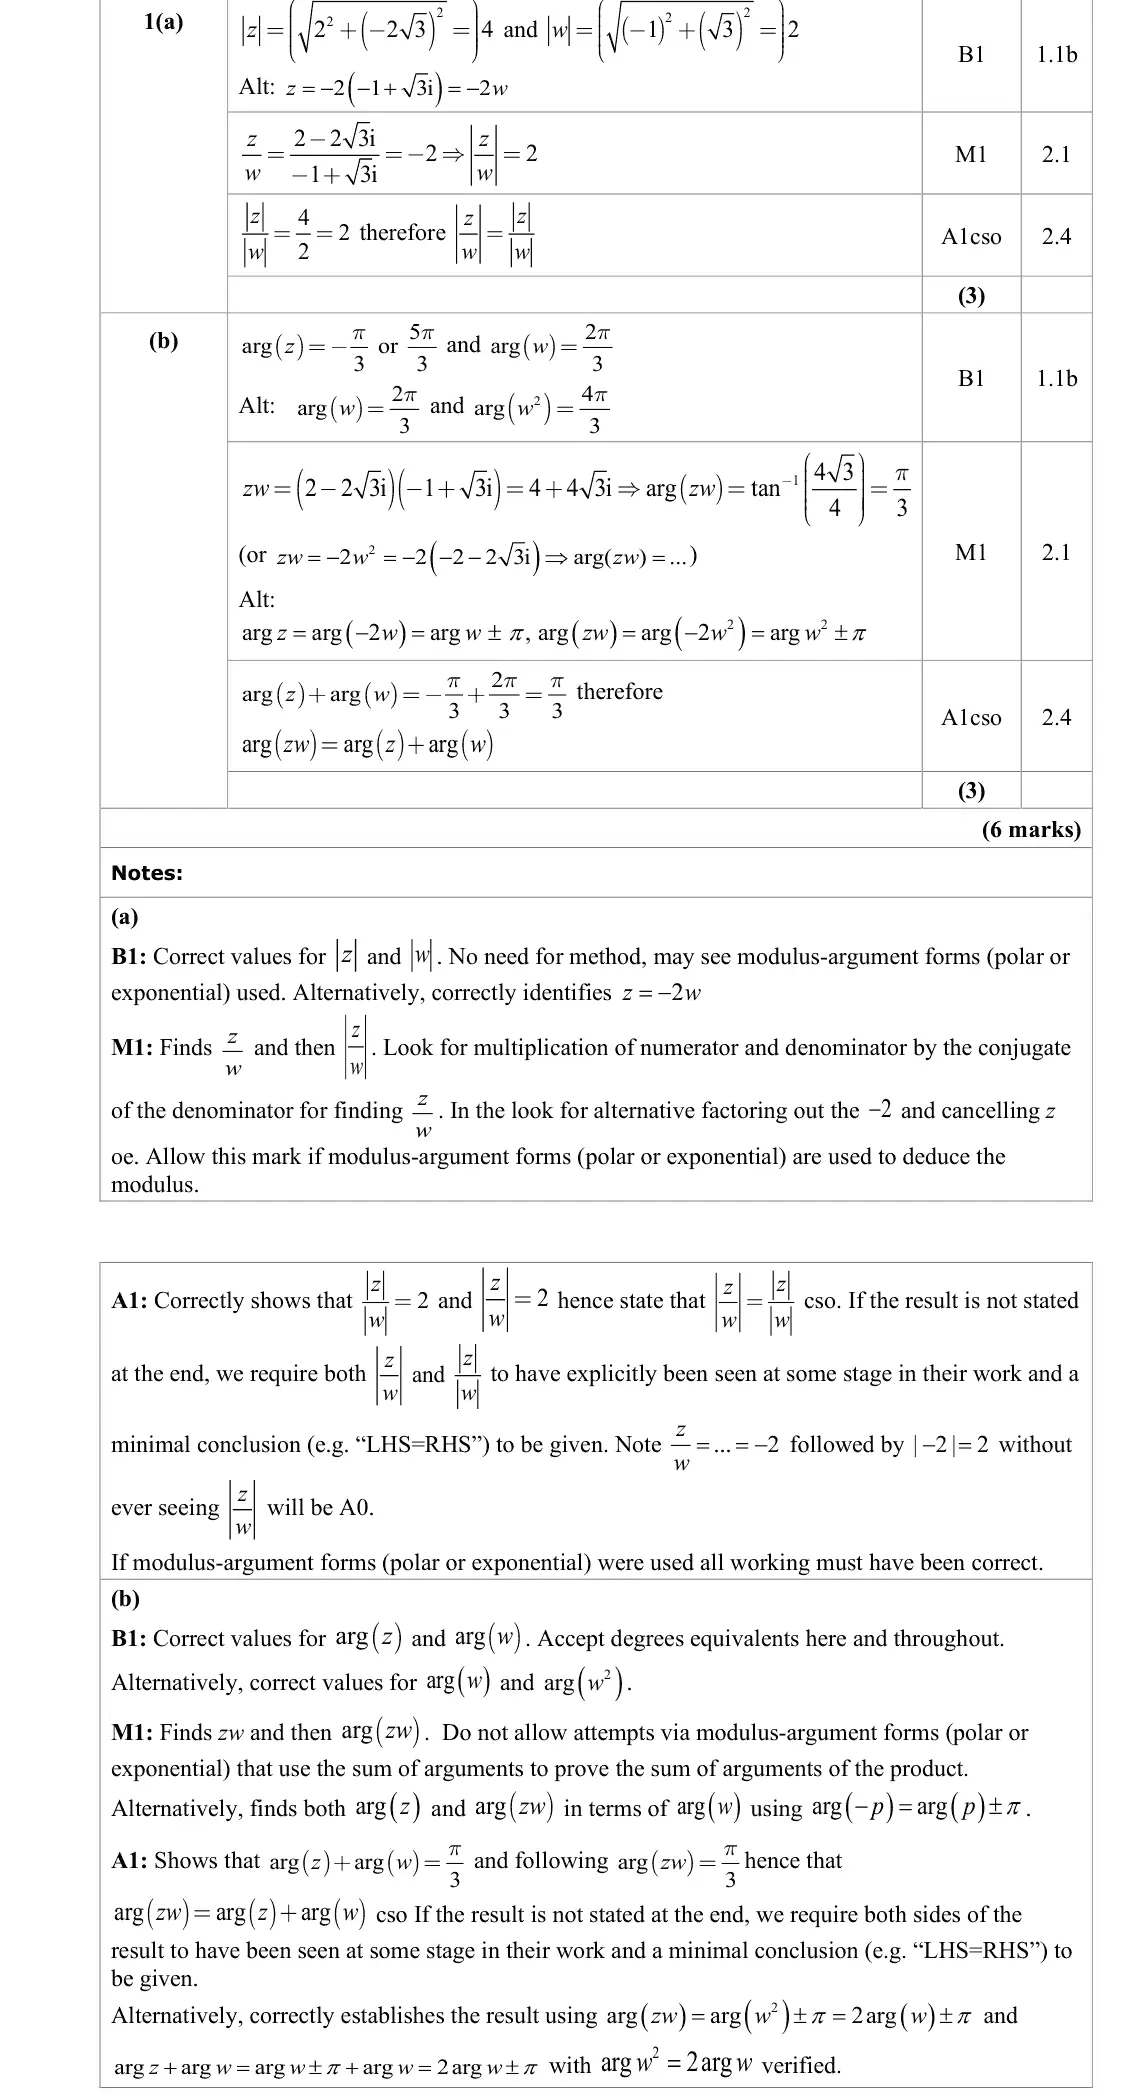 1(a) |z| = (√(2² + (−2√3)²) =) 4 and |w| = (√((−1)² + (√3)²) =) 2
Alt: z = −2(−1 + √3i) = −2w
B1 1.1b
z/w = (2 − 2√3i)/(−1 + √3i) = −2 ⇒ |z/w| = 2
M1 2.1
|z|/|w| = 4/2 = 2 therefore |z/w| = |z|/|w|
A1cso 2.4
(3)
(b) arg(z) = −π/3 or 5π/3 and arg(w) = 2π/3
Alt: arg(w) = 2π/3 and arg(w²) = 4π/3
B1 1.1b
zw = (2 − 2√3i)(−1 + √3i) = 4 + 4√3i ⇒ arg(zw) = tan⁻¹(4√3/4) = π/3
(or zw = −2w² = −2(−2 − 2√3i) ⇒ arg(zw) = ...)
Alt:
arg z = arg(−2w) = arg w ± π, arg(zw) = arg(−2w²) = arg w² ± π
M1 2.1
arg(z) + arg(w) = −π/3 + 2π/3 = π/3 therefore
arg(zw) = arg(z) + arg(w)
A1cso 2.4
(3)
(6 marks)
Notes:
(a)
B1: Correct values for |z| and |w|. No need for method, may see modulus-argument forms (polar or
exponential) used. Alternatively, correctly identifies z = −2w
M1: Finds z/w and then |z/w|. Look for multiplication of numerator and denominator by the conjugate
of the denominator for finding z/w. In the look for alternative factoring out the −2 and cancelling z
oe. Allow this mark if modulus-argument forms (polar or exponential) are used to deduce the
modulus.
A1: Correctly shows that |z|/|w| = 2 and |z/w| = 2 hence state that |z/w| = |z|/|w| cso. If the result is not stated
at the end, we require both |z/w| and |z|/|w| to have explicitly been seen at some stage in their work and a
minimal conclusion (e.g. “LHS=RHS”) to be given. Note z/w = ... = −2 followed by |−2| = 2 without
ever seeing |z/w| will be A0.
If modulus-argument forms (polar or exponential) were used all working must have been correct.
(b)
B1: Correct values for arg(z) and arg(w). Accept degrees equivalents here and throughout.
Alternatively, correct values for arg(w) and arg(w²).
M1: Finds zw and then arg(zw). Do not allow attempts via modulus-argument forms (polar or
exponential) that use the sum of arguments to prove the sum of arguments of the product.
Alternatively, finds both arg(z) and arg(zw) in terms of arg(w) using arg(−p) = arg(p) ± π.
A1: Shows that arg(z) + arg(w) = π/3 and following arg(zw) = π/3 hence that
arg(zw) = arg(z) + arg(w) cso If the result is not stated at the end, we require both sides of the
result to have been seen at some stage in their work and a minimal conclusion (e.g. “LHS=RHS”) to
be given.
Alternatively, correctly establishes the result using arg(zw) = arg(w²) ± π = 2arg(w) ± π and
arg z + arg w = arg w ± π + arg w = 2arg w ± π with arg w² = 2arg w verified.